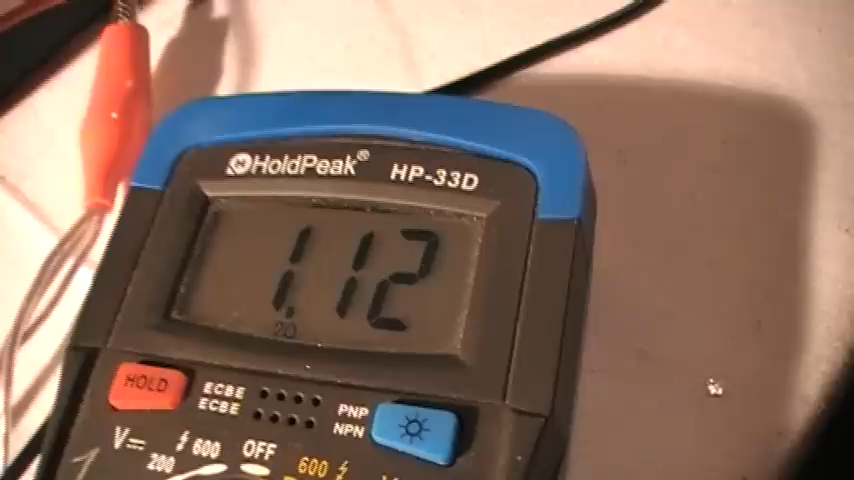 HoldPeak® HP-33D
1.12
20
HOLD
ECBE
ECBE
PNP
NPN
V 600 OFF
200 600